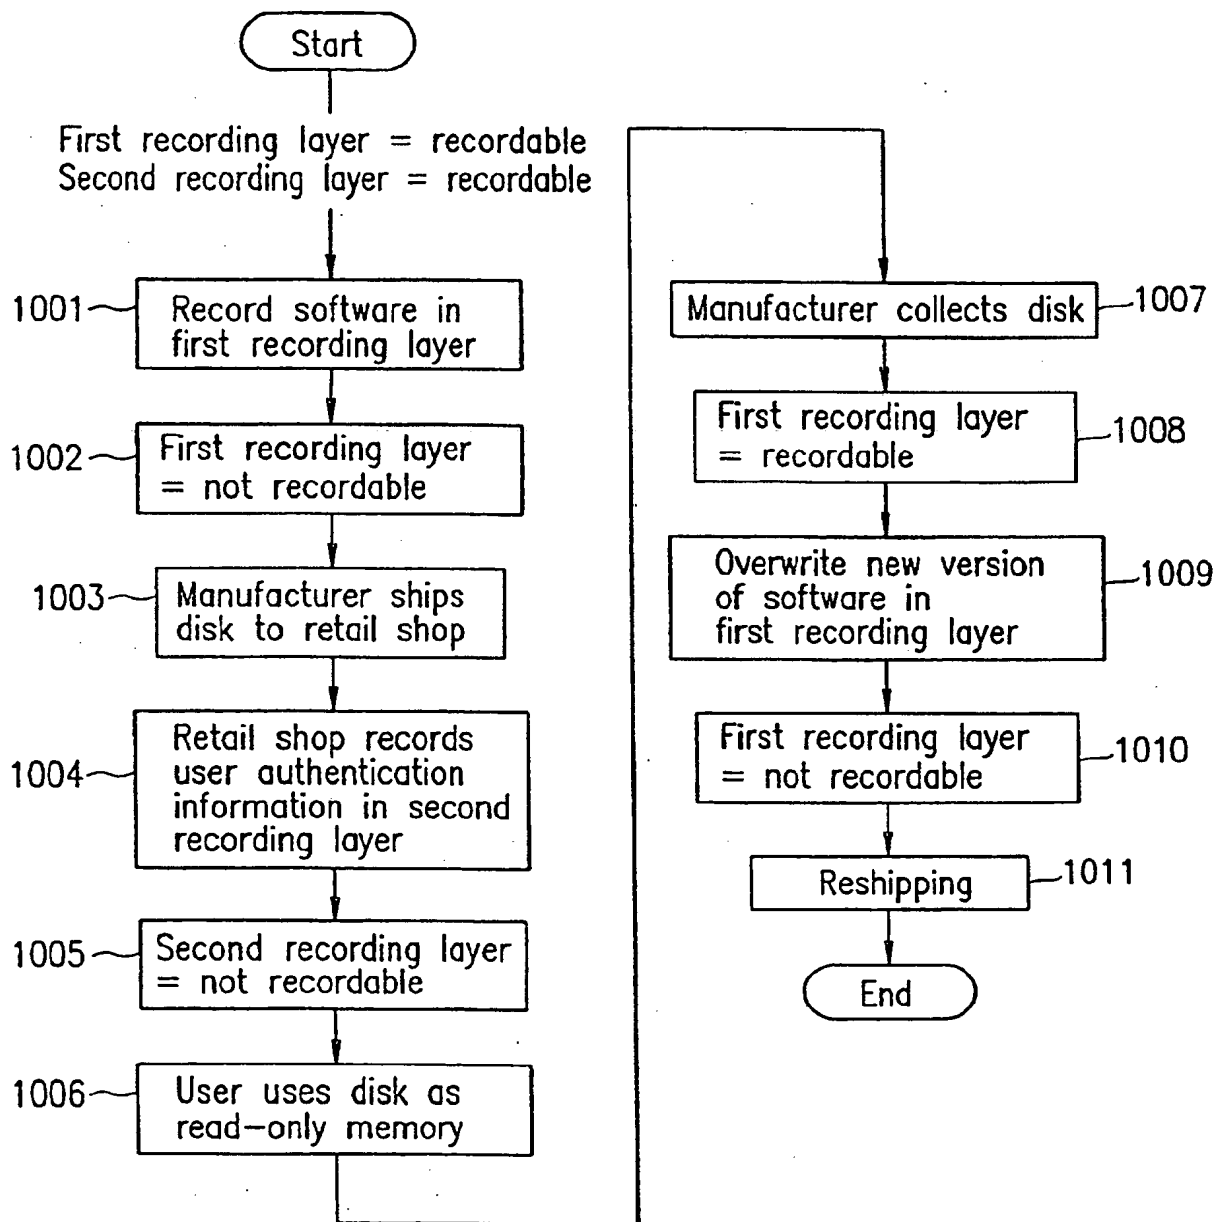 Start
First recording layer = recordable
Second recording layer = recordable
1001
Record software in
first recording layer
1002
First recording layer
= not recordable
1003
Manufacturer ships
disk to retail shop
1004
Retail shop records
user authentication
information in second
recording layer
1005
Second recording layer
= not recordable
1006
User uses disk as
read-only memory
Manufacturer collects disk
1007
First recording layer
= recordable
1008
Overwrite new version
of software in
first recording layer
1009
First recording layer
= not recordable
1010
Reshipping
1011
End